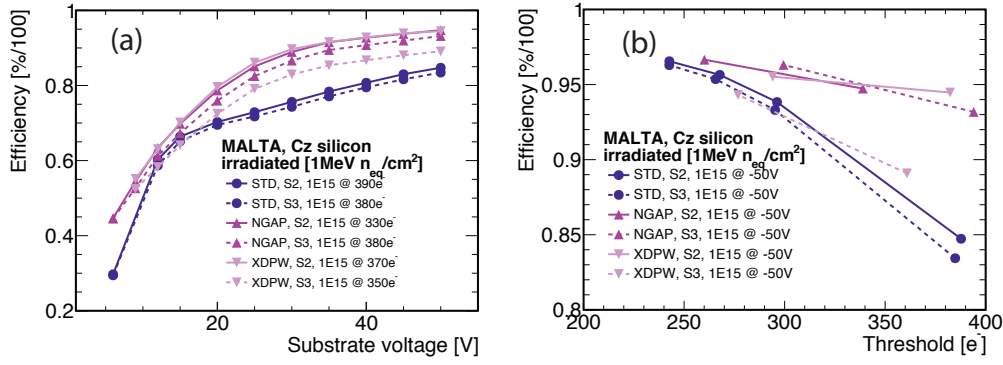 Efficiency [%/100]
1
0.8
0.6
0.4
0.2
(a)
MALTA, Cz silicon
irradiated [1MeV n_eq/cm²]
STD, S2, 1E15 @ 390e⁻
STD, S3, 1E15 @ 380e⁻
NGAP, S2, 1E15 @ 330e⁻
NGAP, S3, 1E15 @ 380e⁻
XDPW, S2, 1E15 @ 370e⁻
XDPW, S3, 1E15 @ 350e⁻
20 40
Substrate voltage [V]
Efficiency [%/100]
1
0.95
0.9
0.85
0.8
(b)
MALTA, Cz silicon
irradiated [1MeV n_eq/cm²]
STD, S2, 1E15 @ -50V
STD, S3, 1E15 @ -50V
NGAP, S2, 1E15 @ -50V
NGAP, S3, 1E15 @ -50V
XDPW, S2, 1E15 @ -50V
XDPW, S3, 1E15 @ -50V
200 250 300 350 400
Threshold [e⁻]